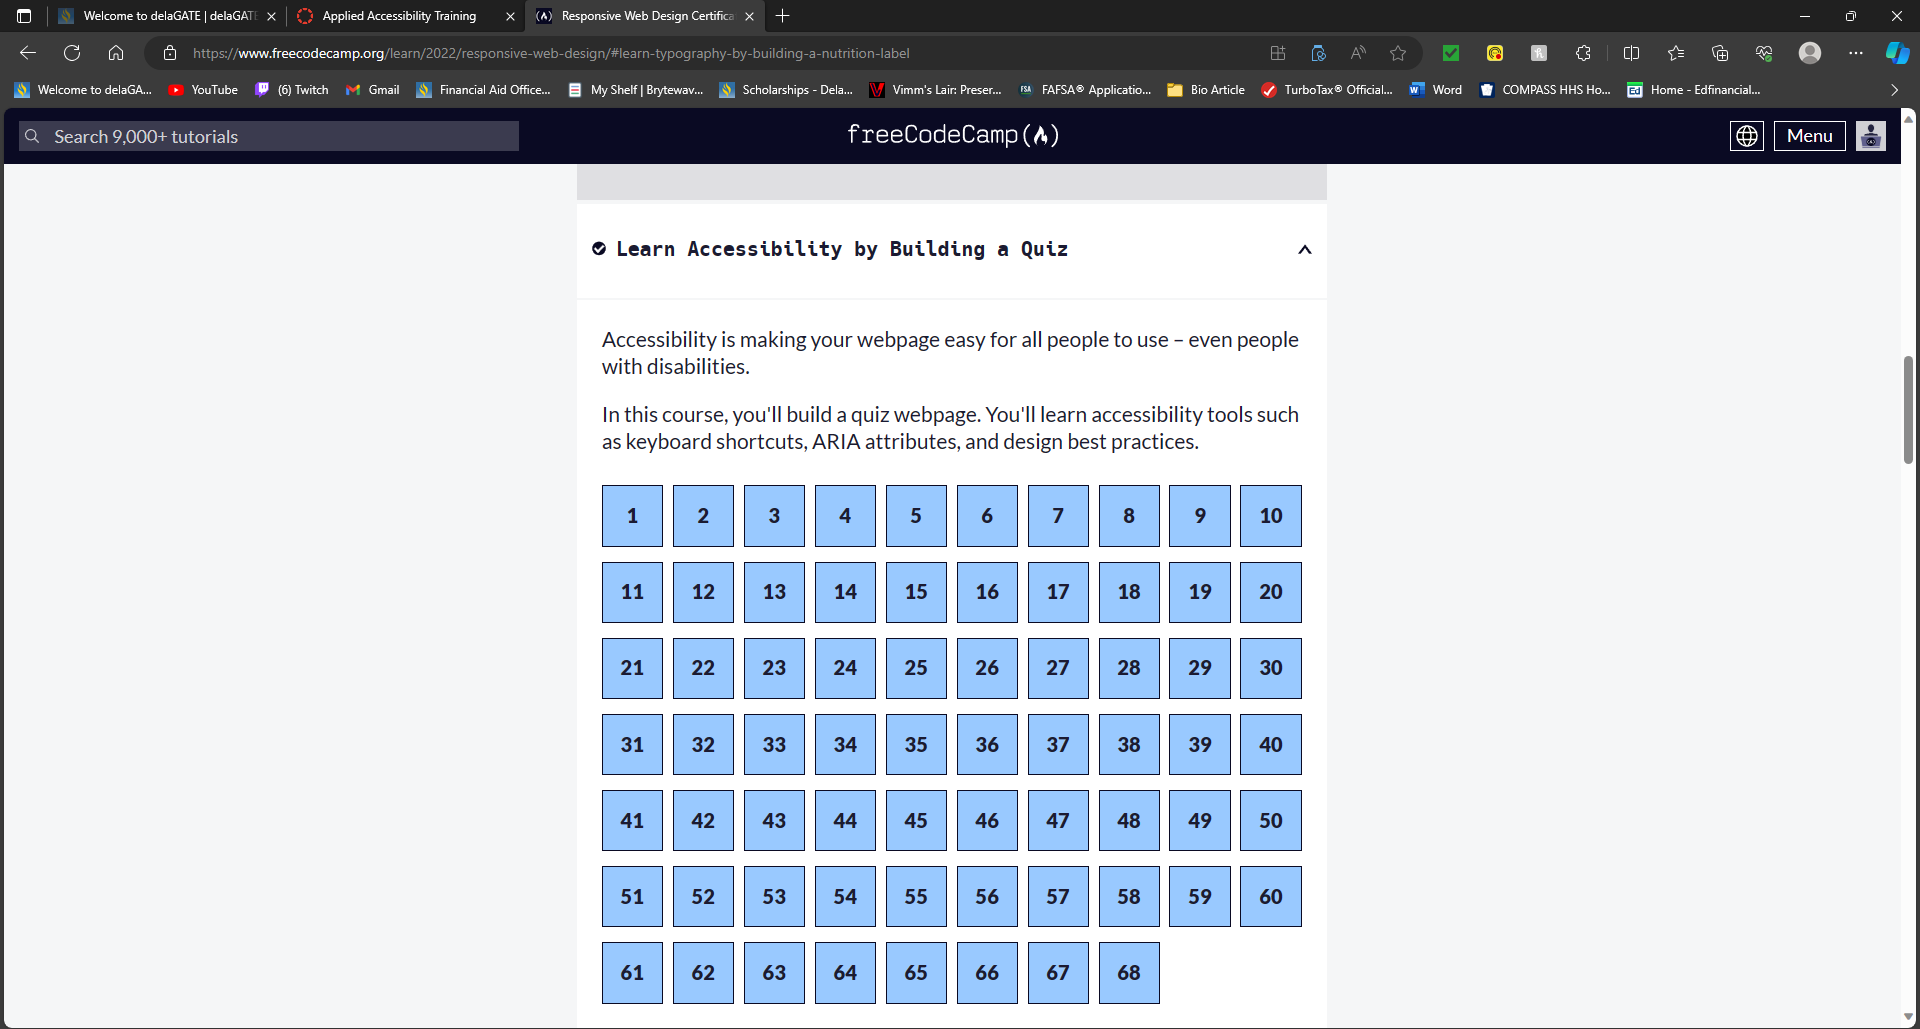 Welcome to delaGATE | delaGATE
Applied Accessibility Training
Responsive Web Design Certifica
https://www.freecodecamp.org/learn/2022/responsive-web-design/#learn-typography-by-building-a-nutrition-label
Welcome to delaGA...
YouTube
(6) Twitch
Gmail
Financial Aid Office...
My Shelf | Brytewav...
Scholarships - Dela...
Vimm's Lair: Preser...
FAFSA® Applicatio...
Bio Article
TurboTax® Official...
Word
COMPASS HHS Ho...
Home - Edfinancial...
Search 9,000+ tutorials
freeCodeCamp
Menu
Learn Accessibility by Building a Quiz
Accessibility is making your webpage easy for all people to use – even people
with disabilities.
In this course, you'll build a quiz webpage. You'll learn accessibility tools such
as keyboard shortcuts, ARIA attributes, and design best practices.
1 2 3 4 5 6 7 8 9 10
11 12 13 14 15 16 17 18 19 20
21 22 23 24 25 26 27 28 29 30
31 32 33 34 35 36 37 38 39 40
41 42 43 44 45 46 47 48 49 50
51 52 53 54 55 56 57 58 59 60
61 62 63 64 65 66 67 68